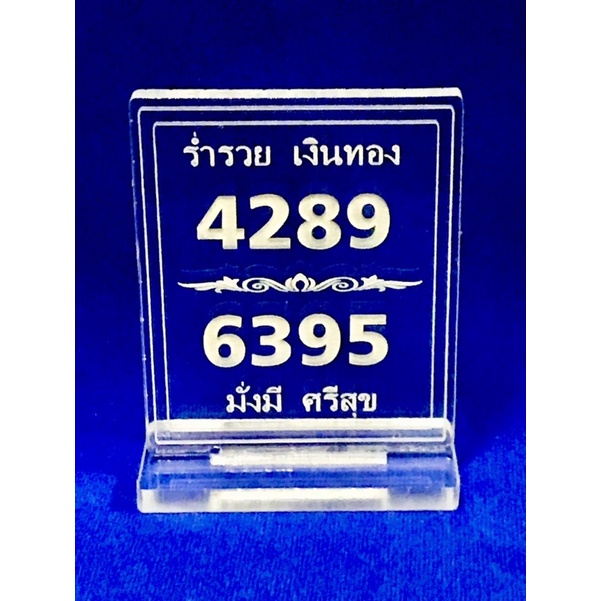 ร่ำรวย เงินทอง
4289
6395
มั่งมี ศรีสุข